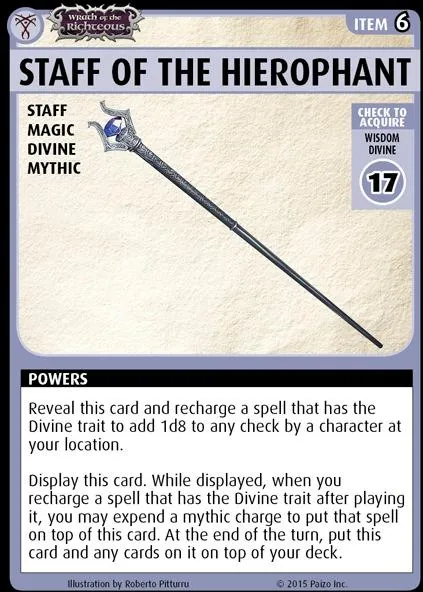 Wrath of the
Righteous
ITEM 6
STAFF OF THE HIEROPHANT
STAFF
MAGIC
DIVINE
MYTHIC
CHECK TO
ACQUIRE
WISDOM
DIVINE
17
POWERS
Reveal this card and recharge a spell that has the
Divine trait to add 1d8 to any check by a character at
your location.
Display this card. While displayed, when you
recharge a spell that has the Divine trait after playing
it, you may expend a mythic charge to put that spell
on top of this card. At the end of the turn, put this
card and any cards on it on top of your deck.
Illustration by Roberto Pitturru
© 2015 Paizo Inc.